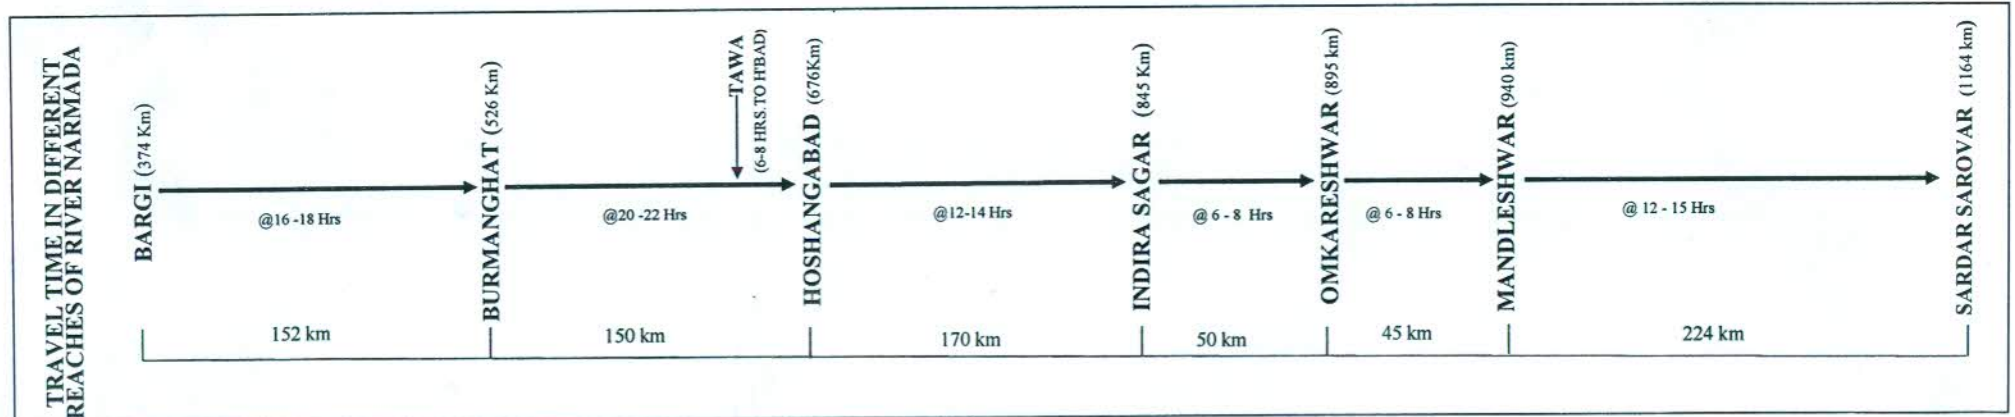 TRAVEL TIME IN DIFFERENT
REACHES OF RIVER NARMADA
BARGI (374 Km)
BURMANGHAT (526 Km)
TAWA
(6-8 HRS. TO H'BAD)
HOSHANGABAD (676Km)
INDIRA SAGAR (845 Km)
OMKARESHWAR (895 km)
MANDLESHWAR (940 km)
SARDAR SAROVAR (1164 km)
@16 -18 Hrs
@20 -22 Hrs
@12-14 Hrs
@ 6 - 8 Hrs
@ 6 - 8 Hrs
@ 12 - 15 Hrs
152 km
150 km
170 km
50 km
45 km
224 km